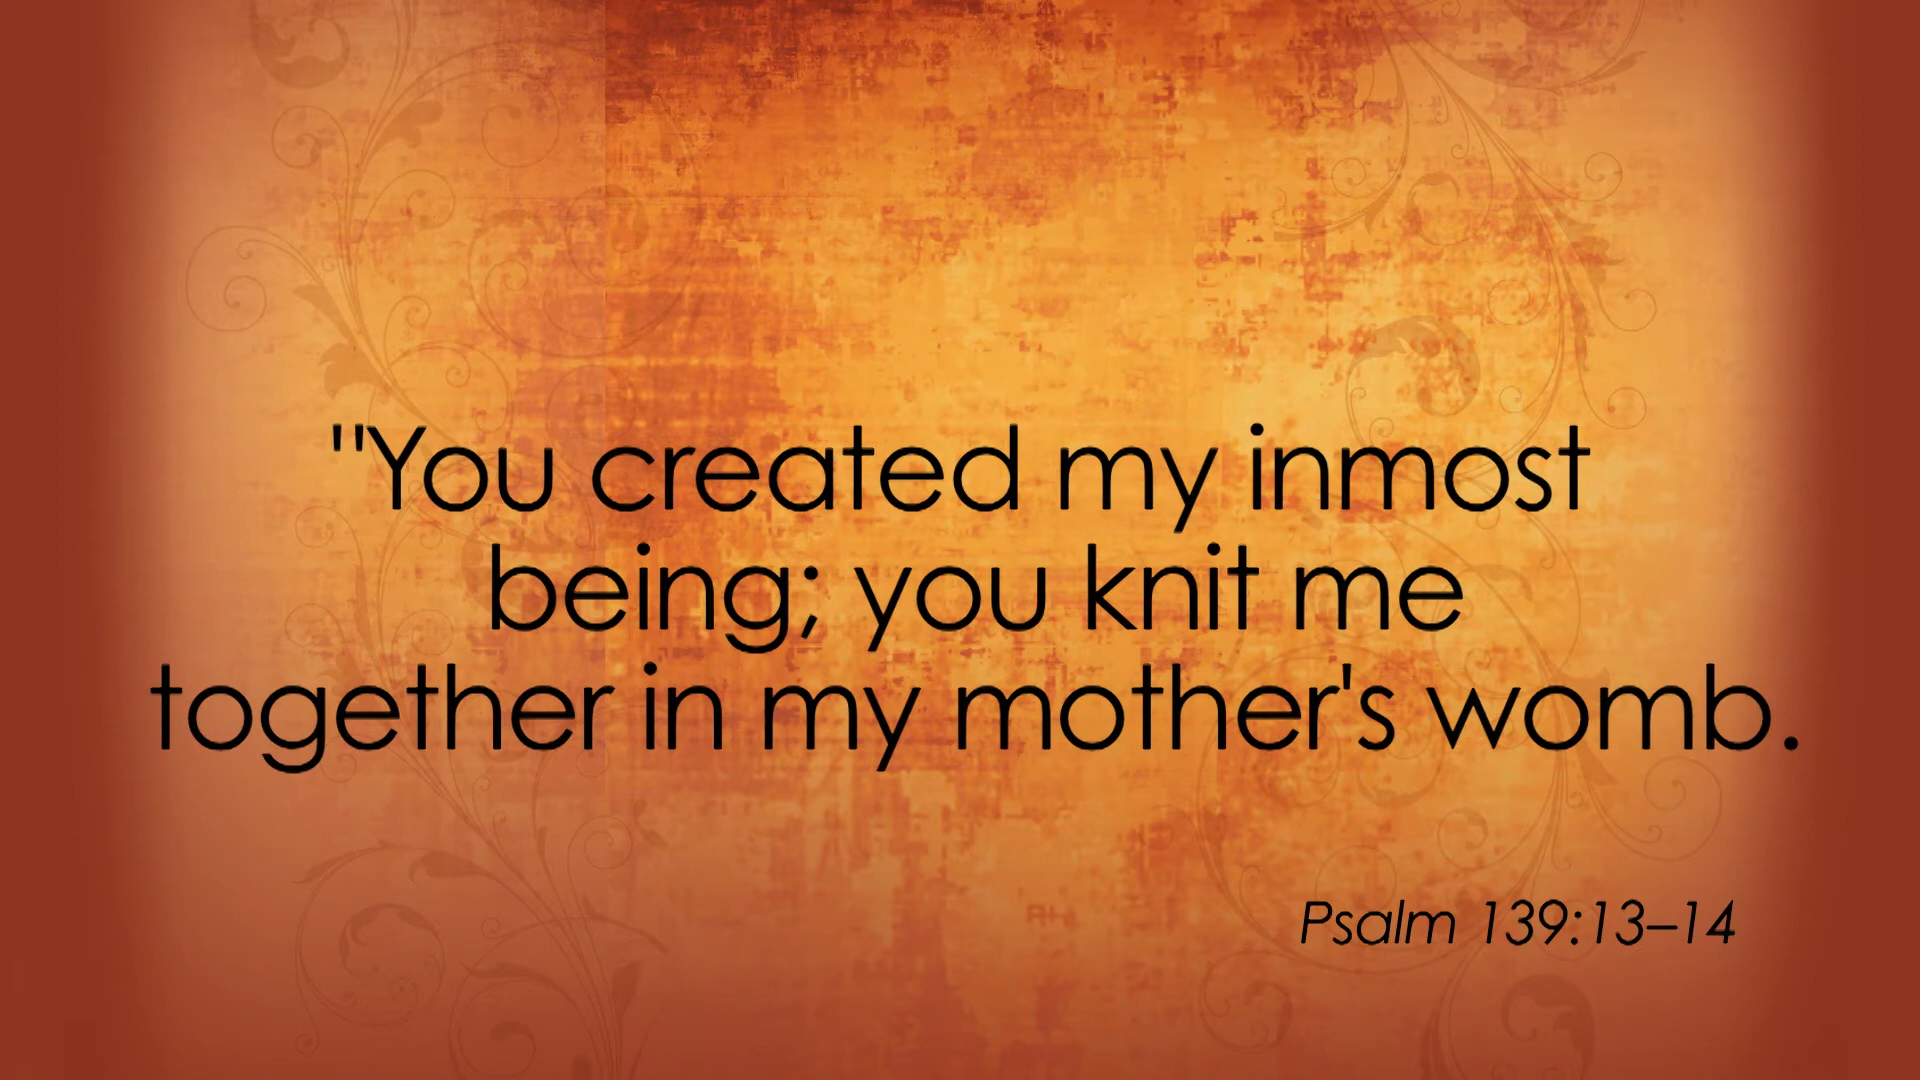 "You created my inmost
being; you knit me
together in my mother's womb.
Psalm 139:13–14